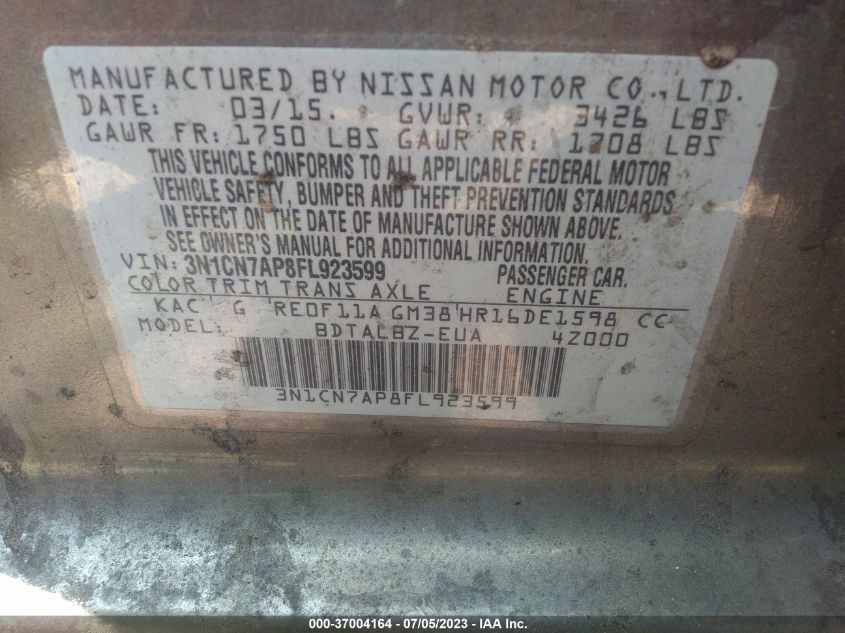 MANUFACTURED BY NISSAN MOTOR CO., LTD.
DATE: 03/15. GVWR: 3426 LBS
GAWR FR: 1750 LBS GAWR RR: 1708 LBS
THIS VEHICLE CONFORMS TO ALL APPLICABLE FEDERAL MOTOR
VEHICLE SAFETY, BUMPER AND THEFT PREVENTION STANDARDS
IN EFFECT ON THE DATE OF MANUFACTURE SHOWN ABOVE.
SEE OWNER'S MANUAL FOR ADDITIONAL INFORMATION.
VIN: 3N1CN7AP8FL923599 PASSENGER CAR.
COLOR TRIM TRANS AXLE ENGINE
KAC G RE0F11A GM38 HR16DE1598 CC
MODEL: BDTALBZ-EUA 4Z000
3N1CN7AP8FL923599
000-37004164 | 07/05/2023 - IAA Inc.